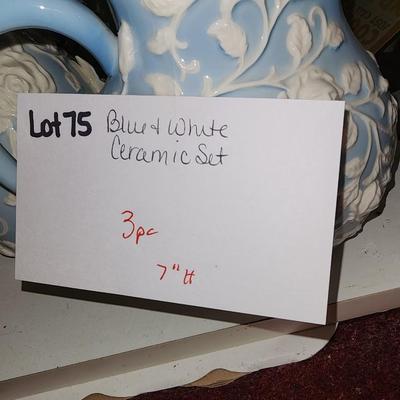 Lot 75 Blue & White
Ceramic Set
3pc
7" H